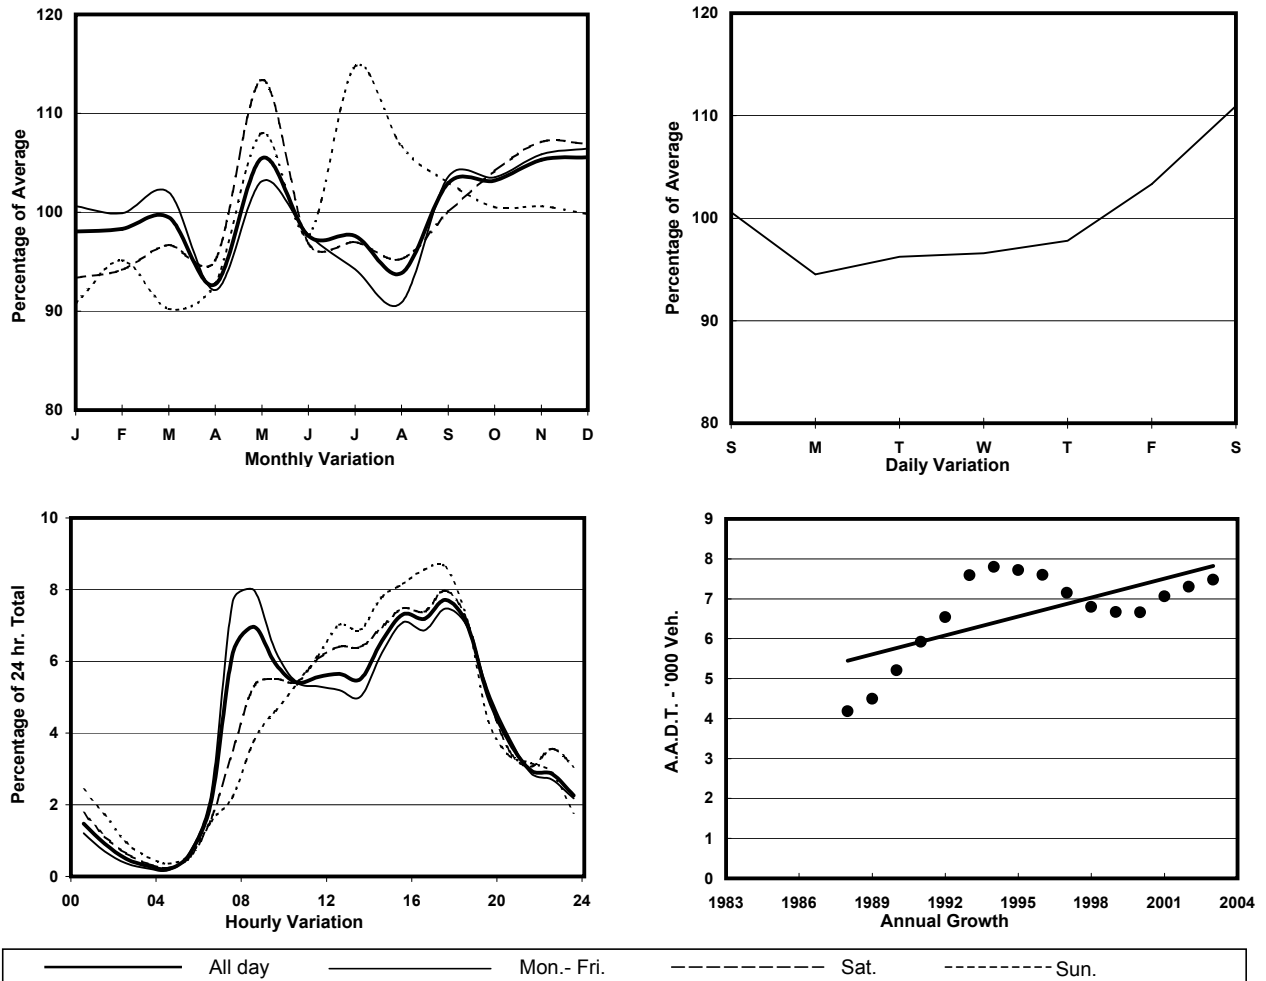 120
110
100
90
80
Percentage of Average
J F M A M J J A S O N D
Monthly Variation
120
110
100
90
80
Percentage of Average
S M T W T F S
Daily Variation
10
8
6
4
2
0
Percentage of 24 hr. Total
00 04 08 12 16 20 24
Hourly Variation
9
8
7
6
5
4
3
2
1
0
A.A.D.T. - '000 Veh.
1983 1986 1989 1992 1995 1998 2001 2004
Annual Growth
All day Mon.- Fri. Sat. Sun.